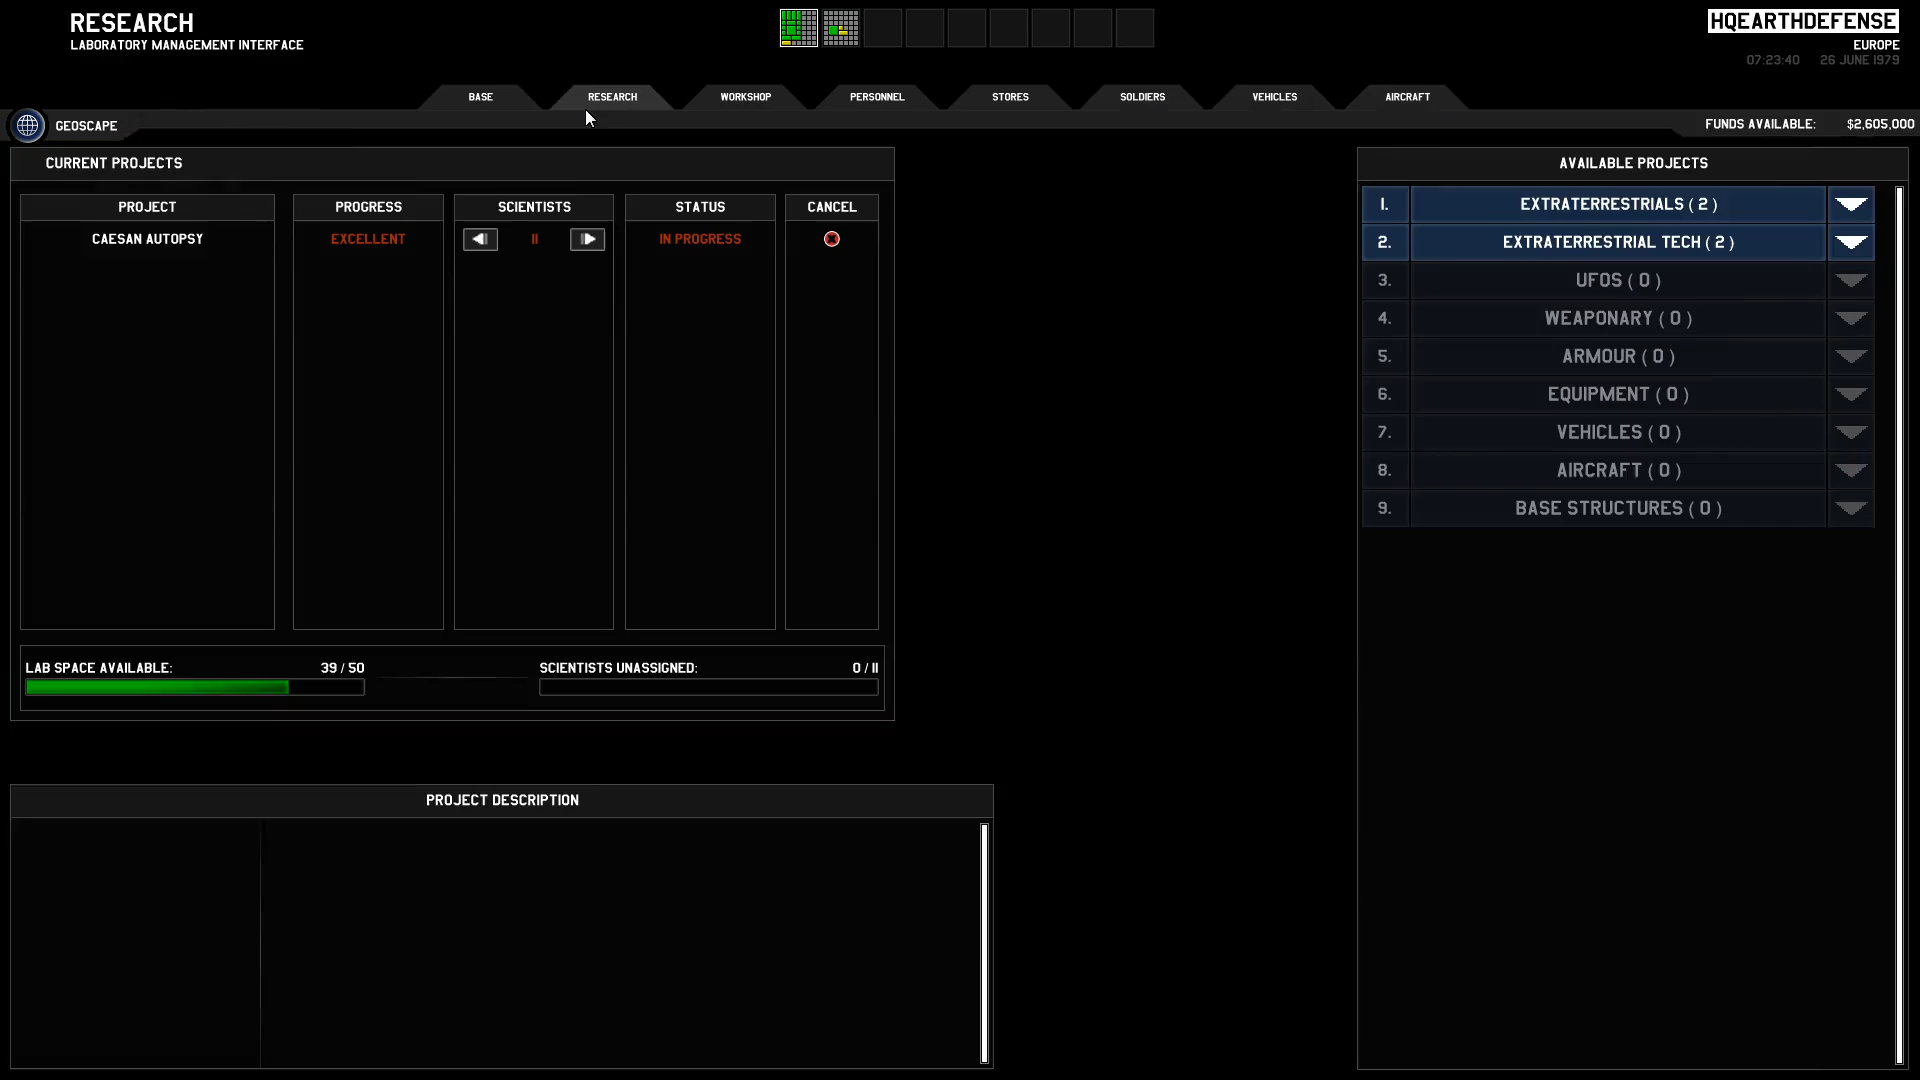 RESEARCH
LABORATORY MANAGEMENT INTERFACE
HQEARTHDEFENSE
EUROPE
07:23:40 26 JUNE 1979
BASE
RESEARCH
WORKSHOP
PERSONNEL
STORES
SOLDIERS
VEHICLES
AIRCRAFT
GEOSCAPE
FUNDS AVAILABLE: $2,605,000
CURRENT PROJECTS
PROJECT PROGRESS SCIENTISTS STATUS CANCEL
CAESAN AUTOPSY EXCELLENT 11 IN PROGRESS
LAB SPACE AVAILABLE: 39 / 50
SCIENTISTS UNASSIGNED: 0 / 11
PROJECT DESCRIPTION
AVAILABLE PROJECTS
1. EXTRATERRESTRIALS ( 2 )
2. EXTRATERRESTRIAL TECH ( 2 )
3. UFOS ( 0 )
4. WEAPONARY ( 0 )
5. ARMOUR ( 0 )
6. EQUIPMENT ( 0 )
7. VEHICLES ( 0 )
8. AIRCRAFT ( 0 )
9. BASE STRUCTURES ( 0 )